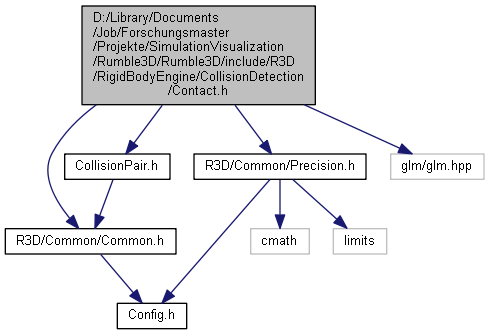 D:/Library/Documents
/Job/Forschungsmaster
/Projekte/SimulationVisualization
/Rumble3D/Rumble3D/include/R3D
/RigidBodyEngine/CollisionDetection
/Contact.h
CollisionPair.h
R3D/Common/Precision.h
glm/glm.hpp
R3D/Common/Common.h
cmath
limits
Config.h